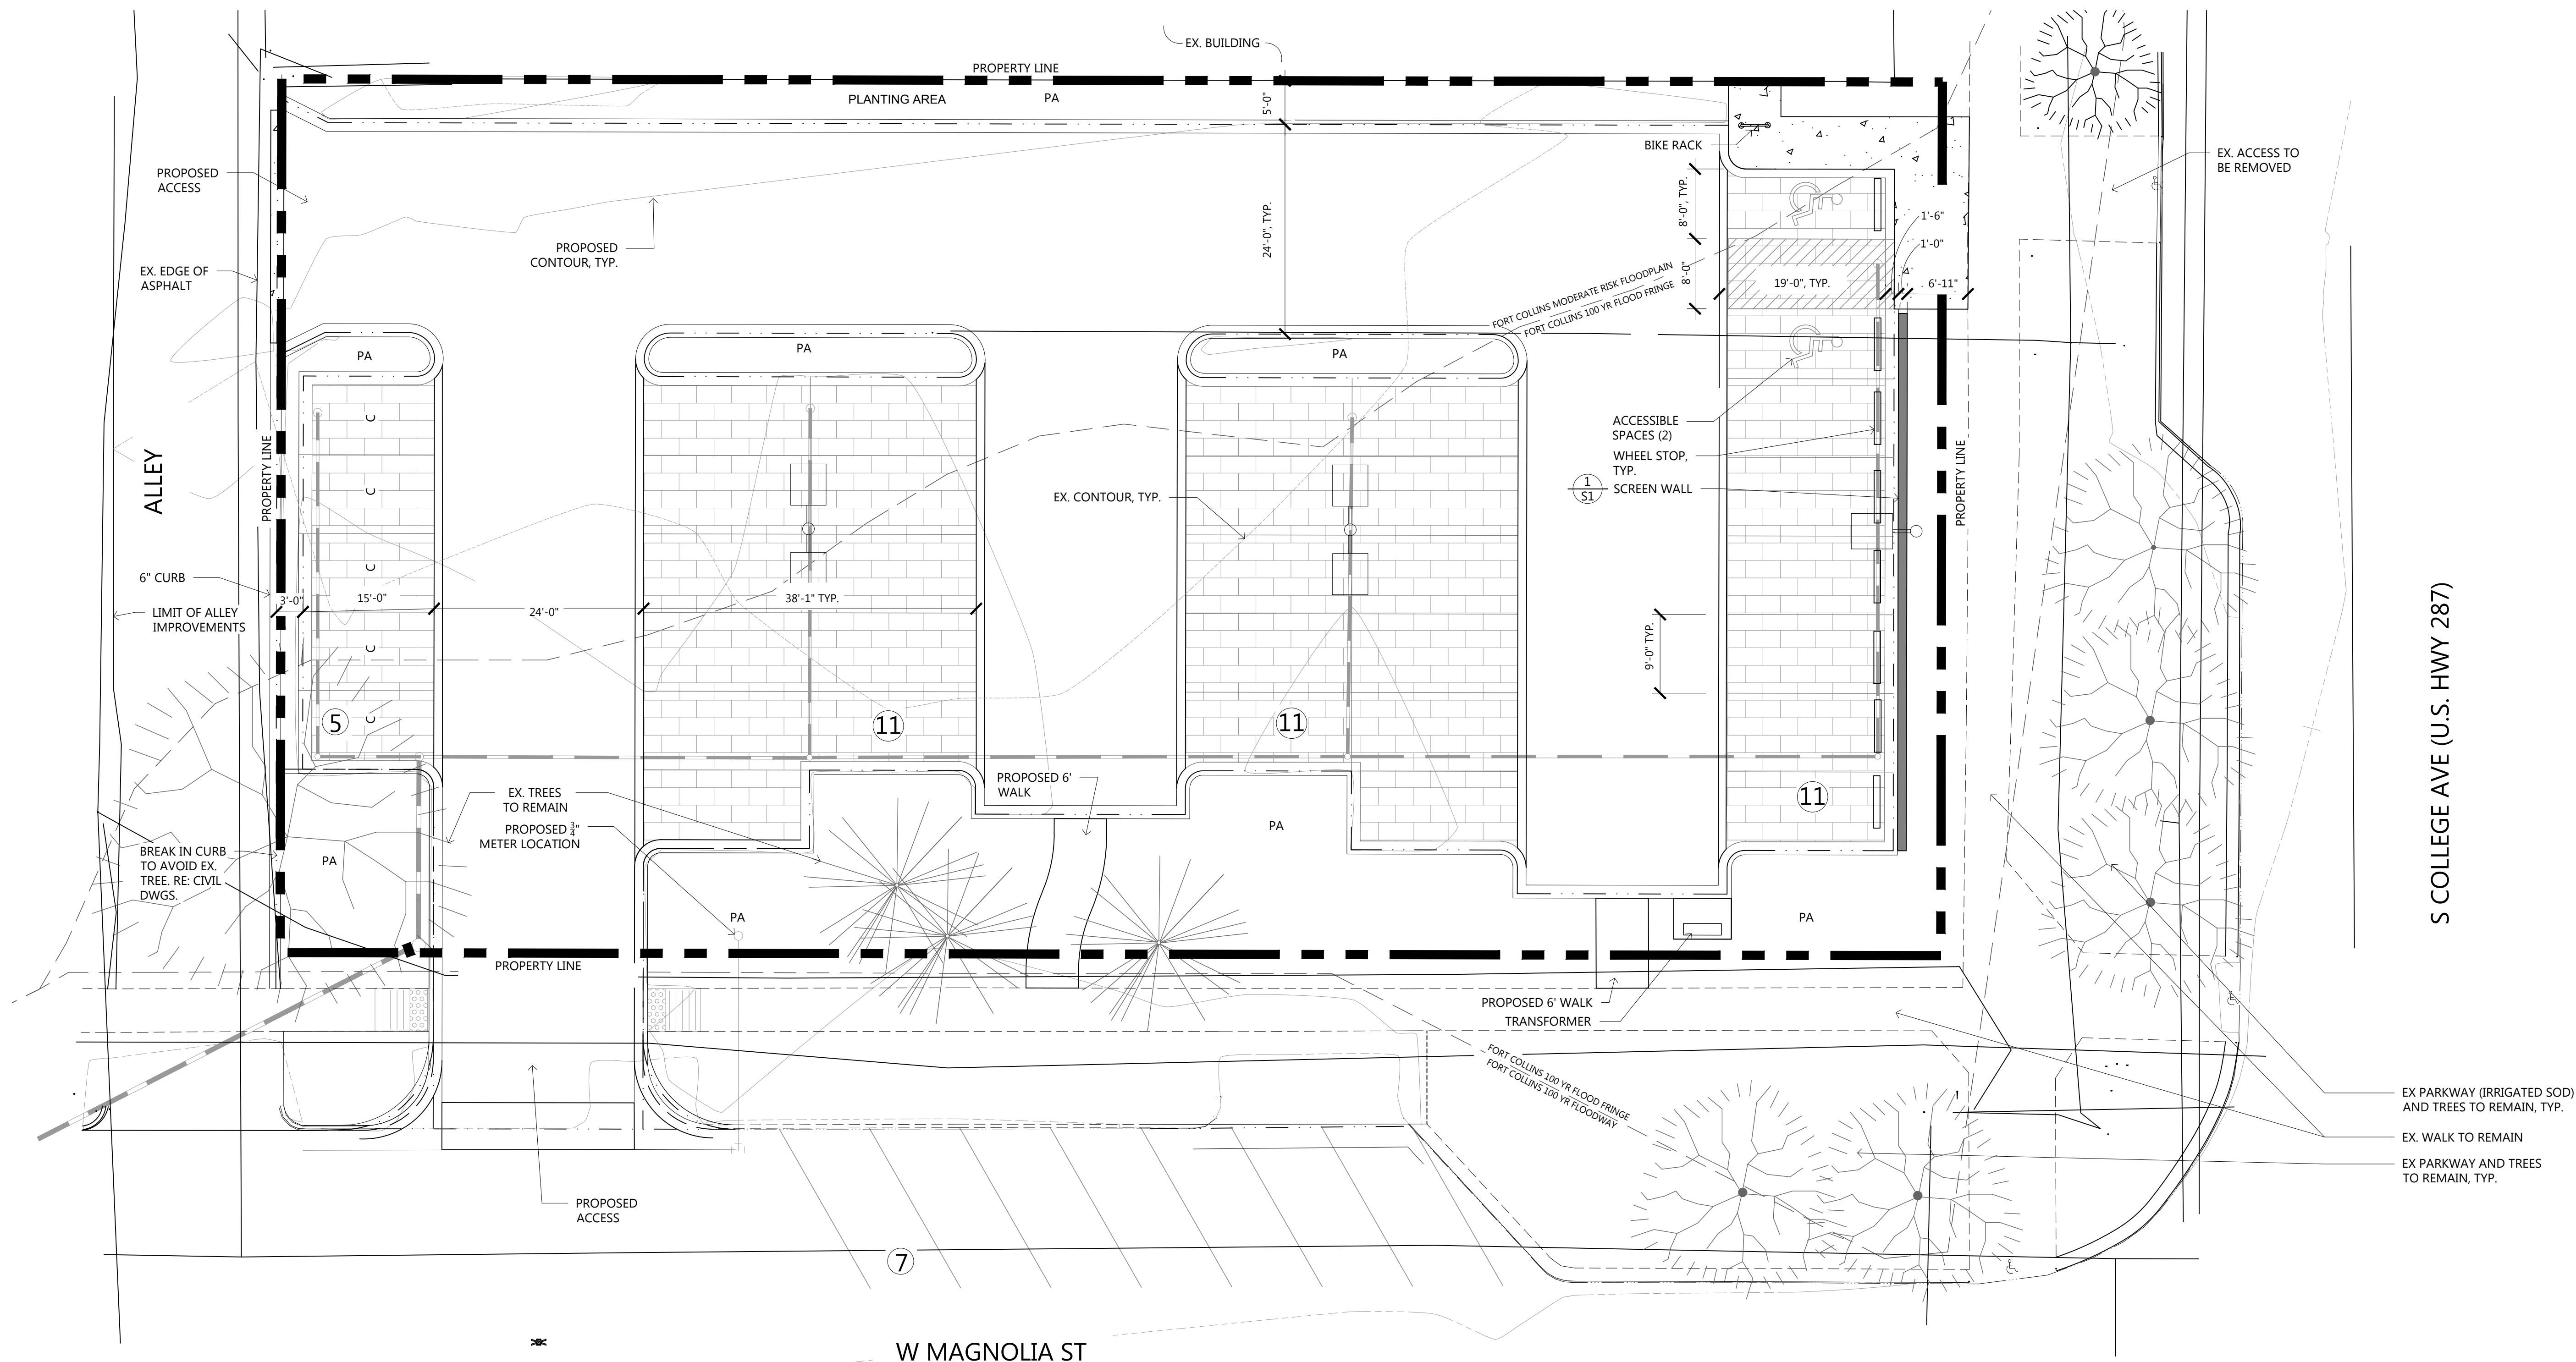 EX. BUILDING
PROPERTY LINE
PLANTING AREA
PA
5'-0"
BIKE RACK
EX. ACCESS TO
BE REMOVED
PROPOSED
ACCESS
8'-0", TYP.
1'-6"
24'-0", TYP.
PROPOSED
CONTOUR, TYP.
1'-0"
EX. EDGE OF
ASPHALT
8'-0"
19'-0", TYP.
6'-11"
FORT COLLINS MODERATE RISK FLOODPLAIN
FORT COLLINS 100 YR FLOOD FRINGE
PA
PA
PA
C
ACCESSIBLE
SPACES (2)
WHEEL STOP,
TYP.
ALLEY
PROPERTY LINE
C
EX. CONTOUR, TYP.
1
S1
SCREEN WALL
PROPERTY LINE
C
6" CURB
3'-0"
15'-0"
24'-0"
38'-1" TYP.
LIMIT OF ALLEY
IMPROVEMENTS
9'-0" TYP.
C
S COLLEGE AVE (U.S. HWY 287)
5
C
11
11
11
PROPOSED 6'
WALK
EX. TREES
TO REMAIN
PROPOSED 3/4"
METER LOCATION
PA
BREAK IN CURB
TO AVOID EX.
TREE. RE: CIVIL
DWGS.
PA
PA
PA
PROPERTY LINE
PROPOSED 6' WALK
TRANSFORMER
FORT COLLINS 100 YR FLOOD FRINGE
FORT COLLINS 100 YR FLOODWAY
EX PARKWAY (IRRIGATED SOD)
AND TREES TO REMAIN, TYP.
EX. WALK TO REMAIN
EX PARKWAY AND TREES
TO REMAIN, TYP.
PROPOSED
ACCESS
7
W MAGNOLIA ST